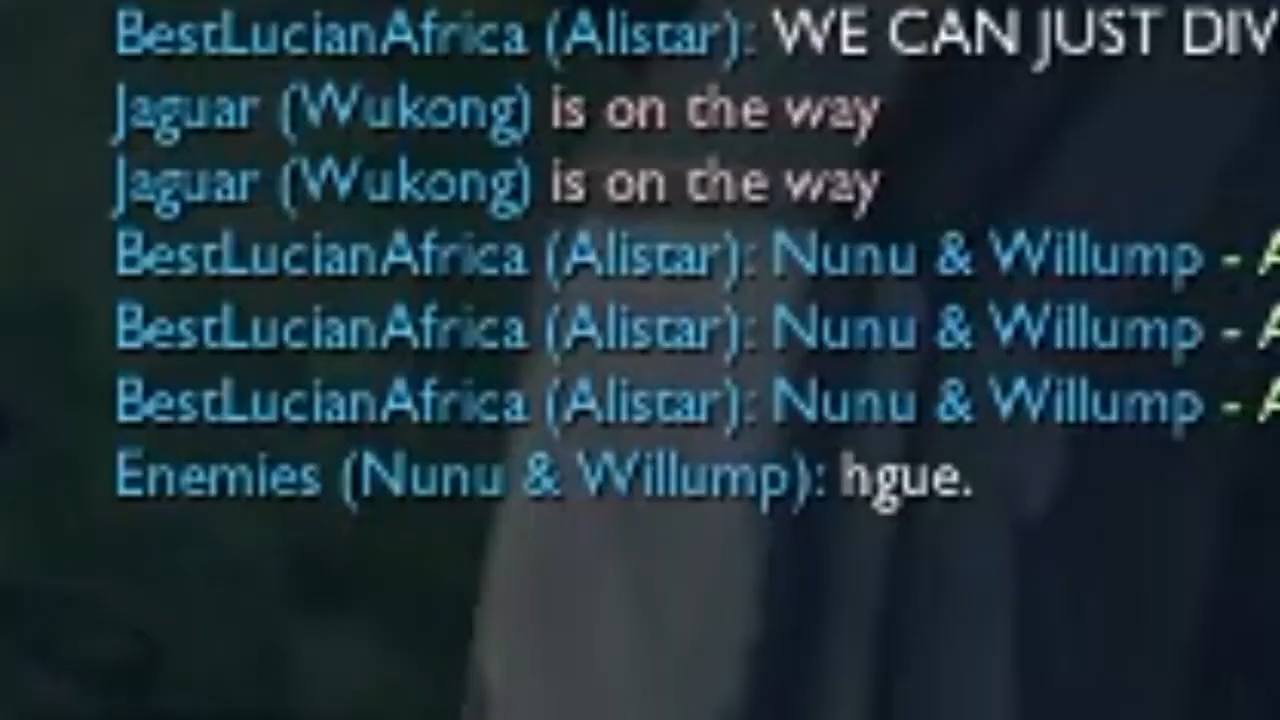 BestLucianAfrica (Alistar): WE CAN JUST DIV
Jaguar (Wukong) is on the way
Jaguar (Wukong) is on the way
BestLucianAfrica (Alistar): Nunu & Willump - A
BestLucianAfrica (Alistar): Nunu & Willump - A
BestLucianAfrica (Alistar): Nunu & Willump - A
Enemies (Nunu & Willump): hgue.